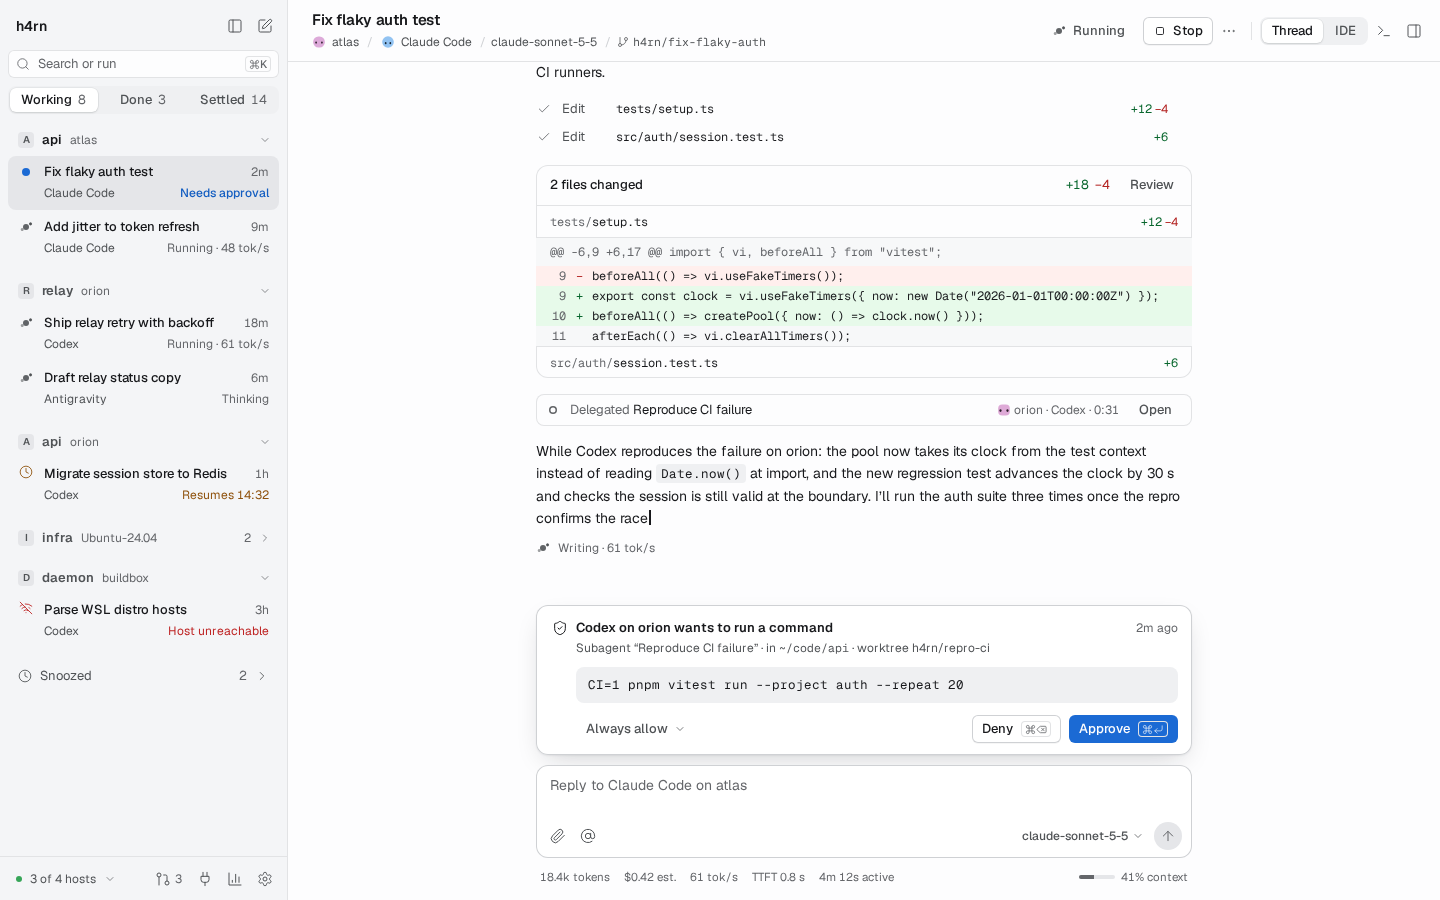 h4rn
Search or run ⌘K
Working 8 Done 3 Settled 14
A api atlas
Fix flaky auth test 2m
Claude Code Needs approval
Add jitter to token refresh 9m
Claude Code Running · 48 tok/s
R relay orion
Ship relay retry with backoff 18m
Codex Running · 61 tok/s
Draft relay status copy 6m
Antigravity Thinking
A api orion
Migrate session store to Redis 1h
Codex Resumes 14:32
I infra Ubuntu-24.04 2
D daemon buildbox
Parse WSL distro hosts 3h
Codex Host unreachable
Snoozed 2
3 of 4 hosts 3
Fix flaky auth test
atlas / Claude Code / claude-sonnet-5-5 / h4rn/fix-flaky-auth
Running Stop ··· Thread IDE
CI runners.
Edit tests/setup.ts +12 −4
Edit src/auth/session.test.ts +6
2 files changed +18 −4 Review
tests/setup.ts +12 −4
@@ -6,9 +6,17 @@ import { vi, beforeAll } from "vitest";
9 − beforeAll(() => vi.useFakeTimers());
9 + export const clock = vi.useFakeTimers({ now: new Date("2026-01-01T00:00:00Z") });
10 + beforeAll(() => createPool({ now: () => clock.now() }));
11 afterEach(() => vi.clearAllTimers());
src/auth/session.test.ts +6
Delegated Reproduce CI failure orion · Codex · 0:31 Open
While Codex reproduces the failure on orion: the pool now takes its clock from the test context
instead of reading Date.now() at import, and the new regression test advances the clock by 30 s
and checks the session is still valid at the boundary. I’ll run the auth suite three times once the repro
confirms the race
Writing · 61 tok/s
Codex on orion wants to run a command 2m ago
Subagent “Reproduce CI failure” · in ~/code/api · worktree h4rn/repro-ci
CI=1 pnpm vitest run --project auth --repeat 20
Always allow Deny ⌘⌫ Approve ⌘↵
Reply to Claude Code on atlas
claude-sonnet-5-5
18.4k tokens $0.42 est. 61 tok/s TTFT 0.8 s 4m 12s active 41% context